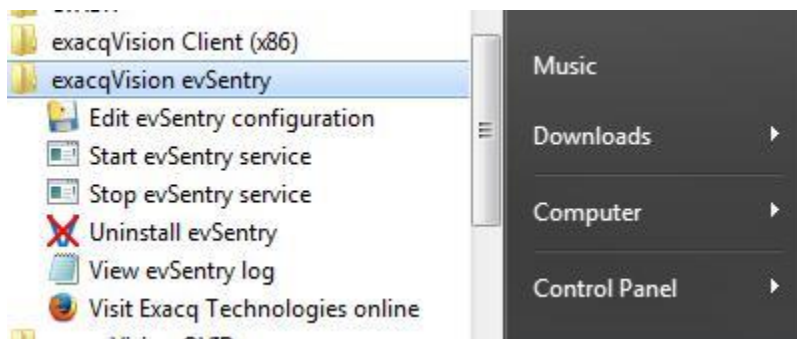 exacqVision Client (x86)
exacqVision evSentry
Edit evSentry configuration
Start evSentry service
Stop evSentry service
Uninstall evSentry
View evSentry log
Visit Exacq Technologies online
Music
Downloads
Computer
Control Panel